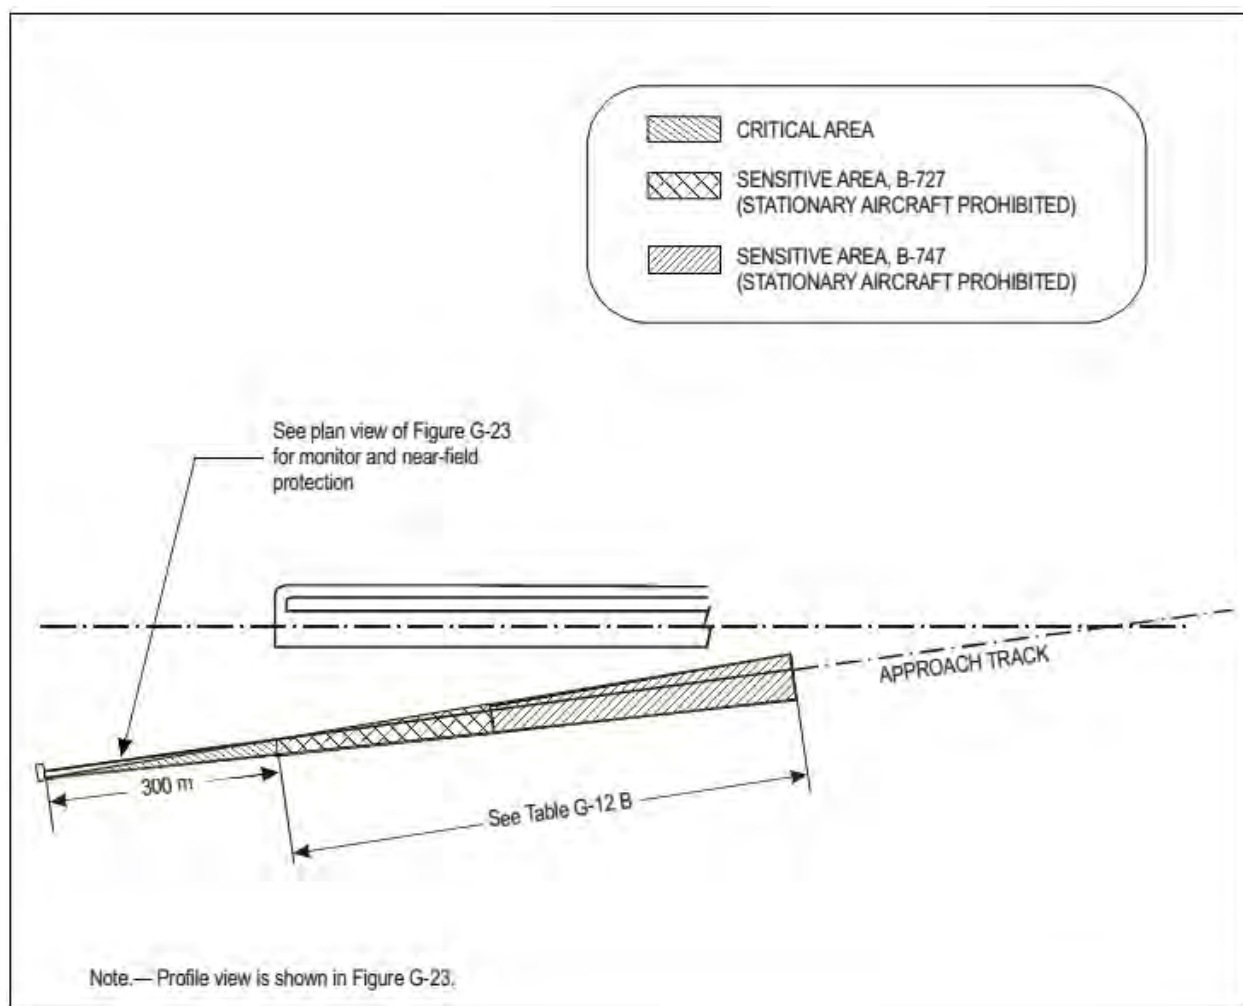 CRITICAL AREA
SENSITIVE AREA, B-727
(STATIONARY AIRCRAFT PROHIBITED)
SENSITIVE AREA, B-747
(STATIONARY AIRCRAFT PROHIBITED)
See plan view of Figure G-23
for monitor and near-field
protection
APPROACH TRACK
300 m
See Table G-12 B
Note.— Profile view is shown in Figure G-23.